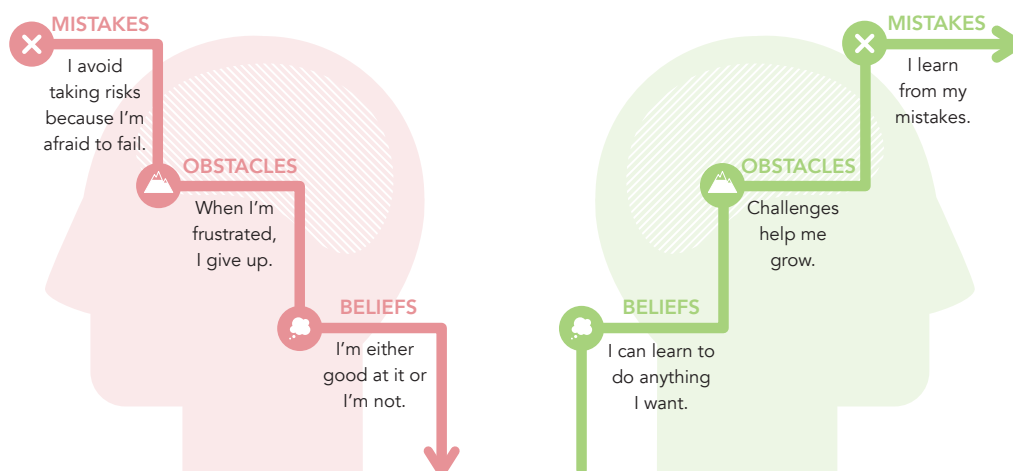 MISTAKES
I avoid
taking risks
because I'm
afraid to fail.
OBSTACLES
When I'm
frustrated,
I give up.
BELIEFS
I'm either
good at it or
I'm not.
MISTAKES
I learn
from my
mistakes.
OBSTACLES
Challenges
help me
grow.
BELIEFS
I can learn to
do anything
I want.